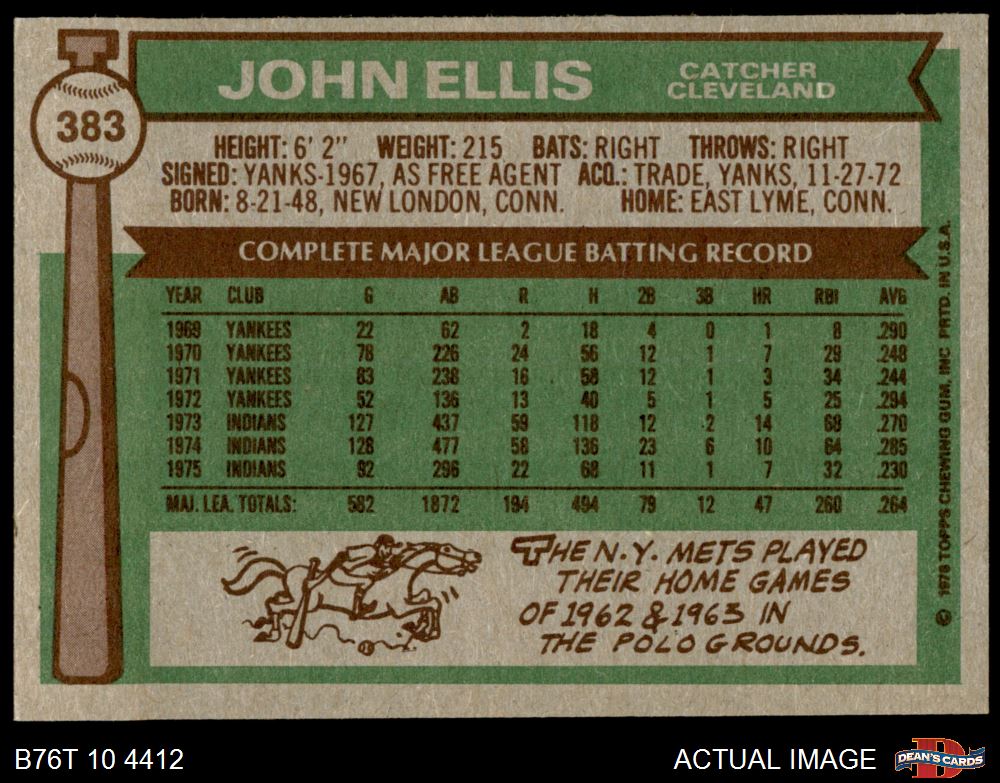 JOHN ELLIS
CATCHER
CLEVELAND
383
HEIGHT: 6' 2" WEIGHT: 215 BATS: RIGHT THROWS: RIGHT
SIGNED: YANKS-1967, AS FREE AGENT ACQ.: TRADE, YANKS, 11-27-72
BORN: 8-21-48, NEW LONDON, CONN. HOME: EAST LYME, CONN.
COMPLETE MAJOR LEAGUE BATTING RECORD
YEAR CLUB G AB R H 2B 3B HR RBI AVG
1969 YANKEES 22 62 2 18 4 0 1 8 .290
1970 YANKEES 78 226 24 56 12 1 7 29 .248
1971 YANKEES 83 238 16 58 12 1 3 34 .244
1972 YANKEES 52 136 13 40 5 1 5 25 .294
1973 INDIANS 127 437 59 118 12 2 14 68 .270
1974 INDIANS 128 477 58 136 23 6 10 64 .285
1975 INDIANS 92 296 22 68 11 1 7 32 .230
MAJ. LEA. TOTALS: 582 1872 194 494 79 12 47 260 .264
THE N.Y. METS PLAYED
THEIR HOME GAMES
OF 1962 & 1963 IN
THE POLO GROUNDS.
© 1976 TOPPS CHEWING GUM, INC PRTD. IN U.S.A.
B76T 10 4412
ACTUAL IMAGE
D
DEAN'S CARDS